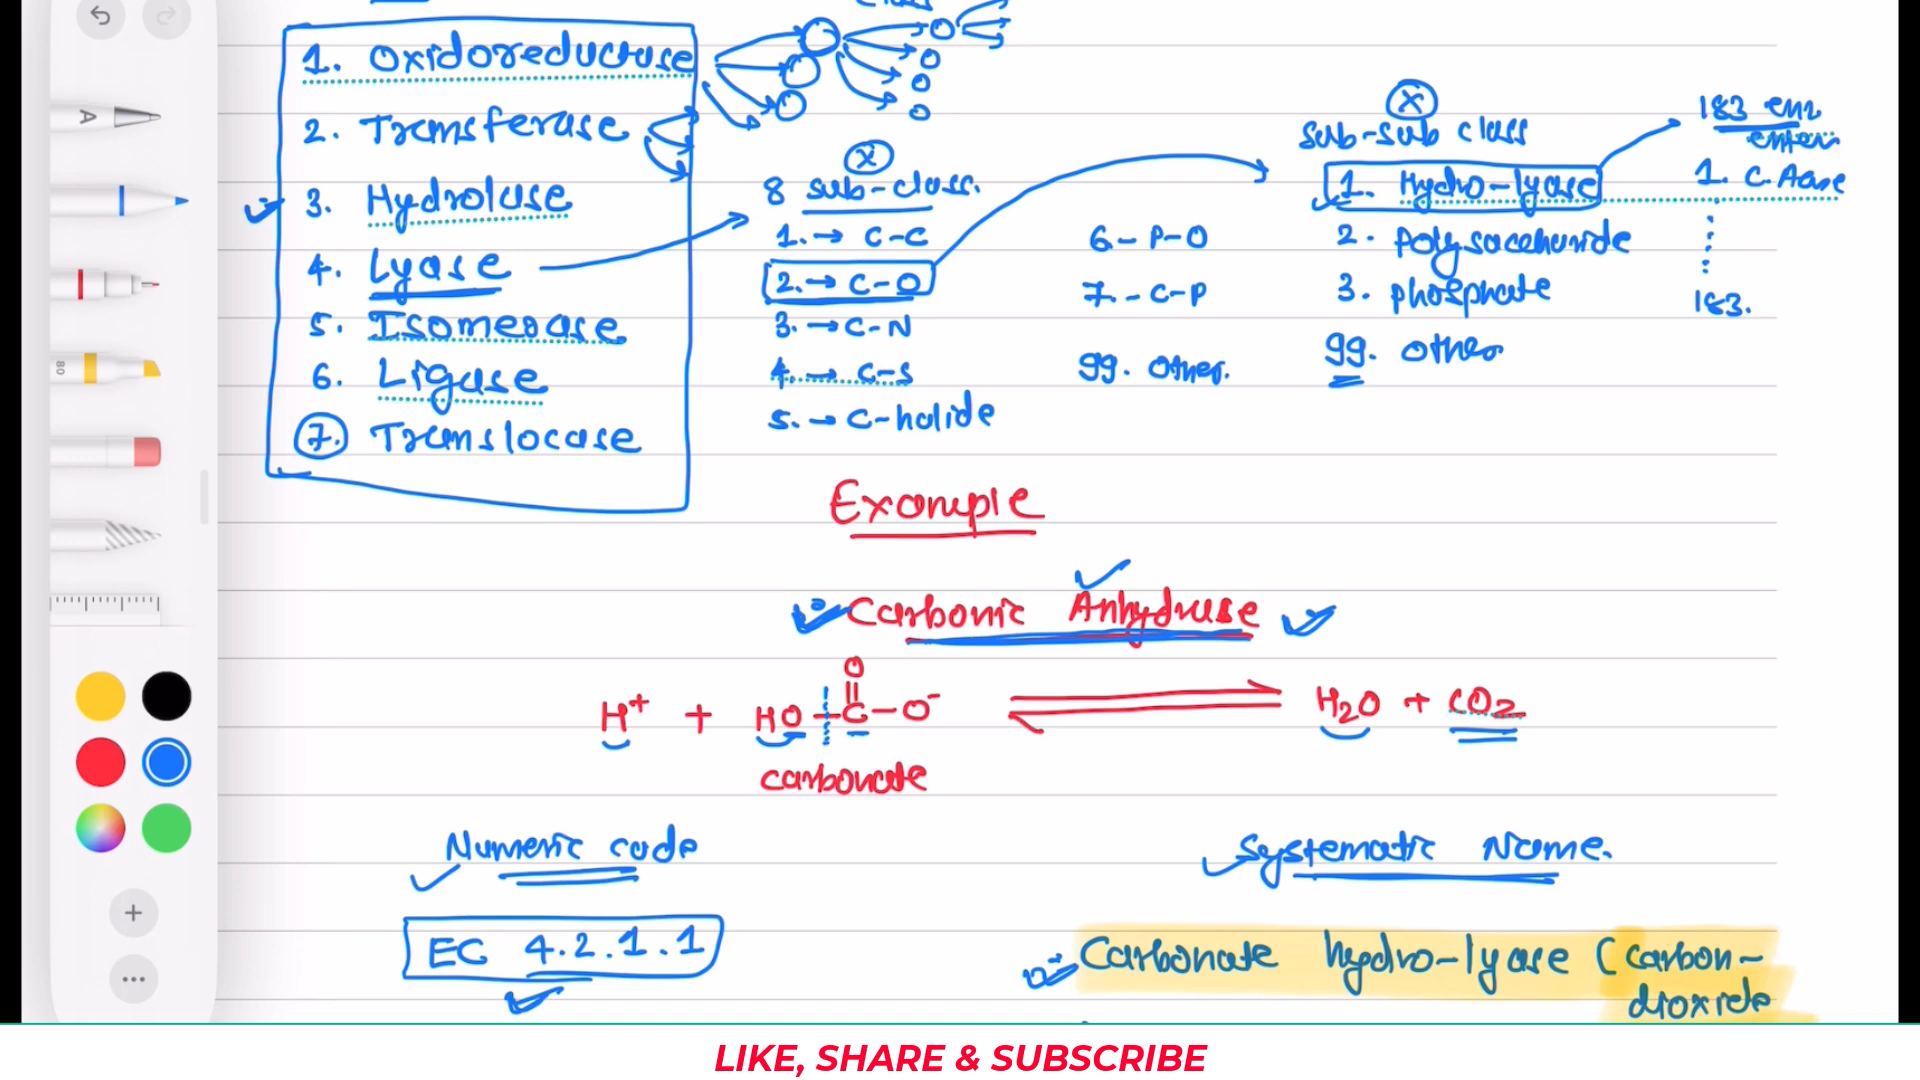 1. Oxidoreductase
2. Transferase
3. Hydrolase
4. Lyase
5. Isomerase
6. Ligase
7. Translocase
X
8 sub-class.
1. → C-C
2. → C-O
3. → C-N
4. → C-S
5. → C-halide
6 - P-O
7. - C-P
99. Other.
X
sub-sub class
1. Hydro-lyase
2. polysaccharide
3. phosphate
99. other
183 enz
1. C Aase
183.
Example
Carbonic Anhydrase
O
H+ + HO - C - O- ⇌ H2O + CO2
carbonate
Numeric code
Systematic Name.
EC 4.2.1.1
Carbonate hydro-lyase (carbon-
dioxide
80
A
LIKE, SHARE & SUBSCRIBE